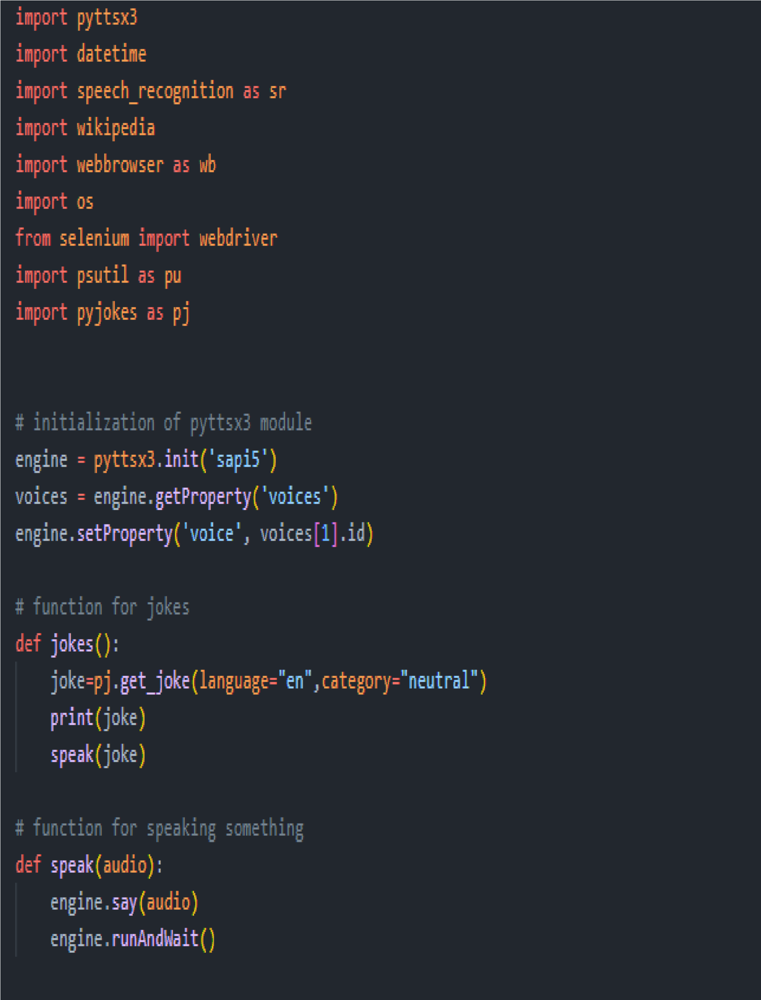 import pyttsx3
import datetime
import speech_recognition as sr
import wikipedia
import webbrowser as wb
import os
from selenium import webdriver
import psutil as pu
import pyjokes as pj
# initialization of pyttsx3 module
engine = pyttsx3.init('sapi5')
voices = engine.getProperty('voices')
engine.setProperty('voice', voices[1].id)
# function for jokes
def jokes():
    joke=pj.get_joke(language="en",category="neutral")
    print(joke)
    speak(joke)
# function for speaking something
def speak(audio):
    engine.say(audio)
    engine.runAndWait()